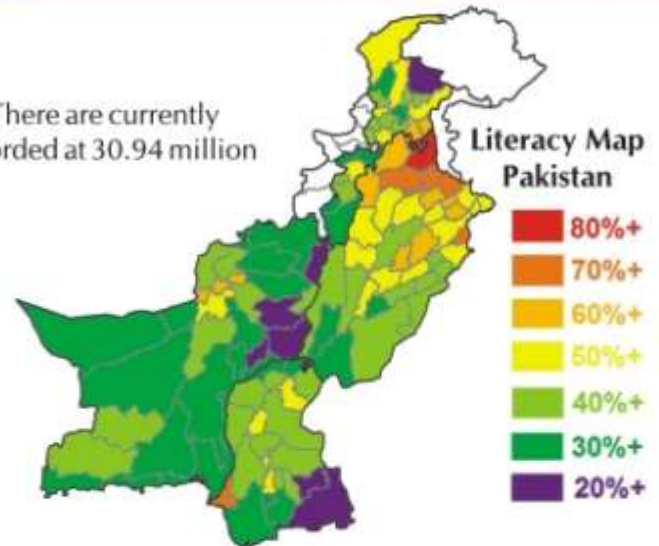 There are currently
orded at 30.94 million
Literacy Map
Pakistan
80%+
70%+
60%+
50%+
40%+
30%+
20%+